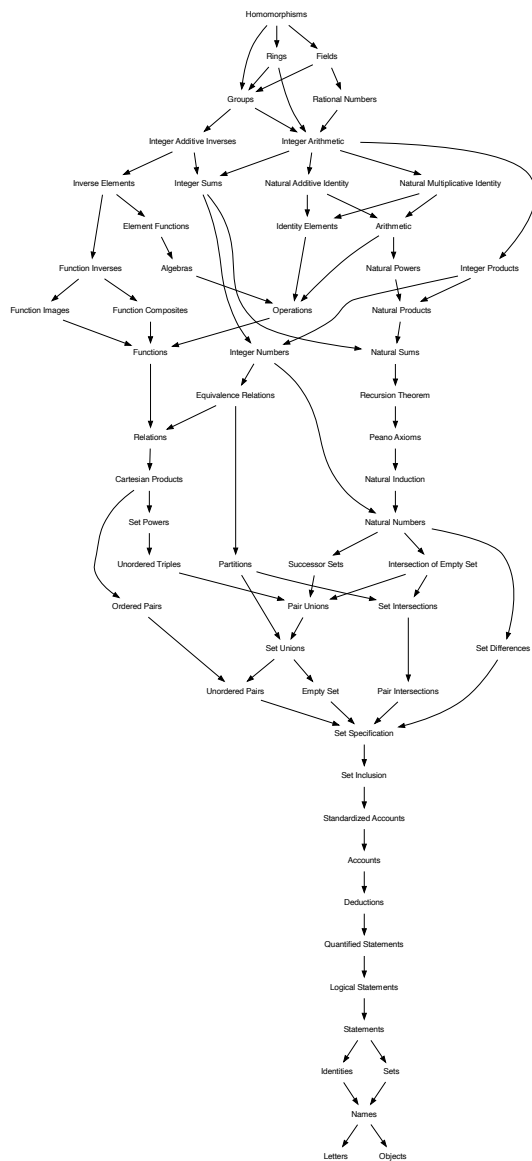 Homomorphisms
Rings Fields
Groups Rational Numbers
Integer Additive Inverses Integer Arithmetic
Inverse Elements Integer Sums Natural Additive Identity Natural Multiplicative Identity
Element Functions Identity Elements Arithmetic
Function Inverses Algebras Natural Powers Integer Products
Function Images Function Composites Operations Natural Products
Functions Integer Numbers Natural Sums
Equivalence Relations Recursion Theorem
Relations Peano Axioms
Cartesian Products Natural Induction
Set Powers Natural Numbers
Unordered Triples Partitions Successor Sets Intersection of Empty Set
Ordered Pairs Pair Unions Set Intersections
Set Unions Set Differences
Unordered Pairs Empty Set Pair Intersections
Set Specification
Set Inclusion
Standardized Accounts
Accounts
Deductions
Quantified Statements
Logical Statements
Statements
Identities Sets
Names
Letters Objects